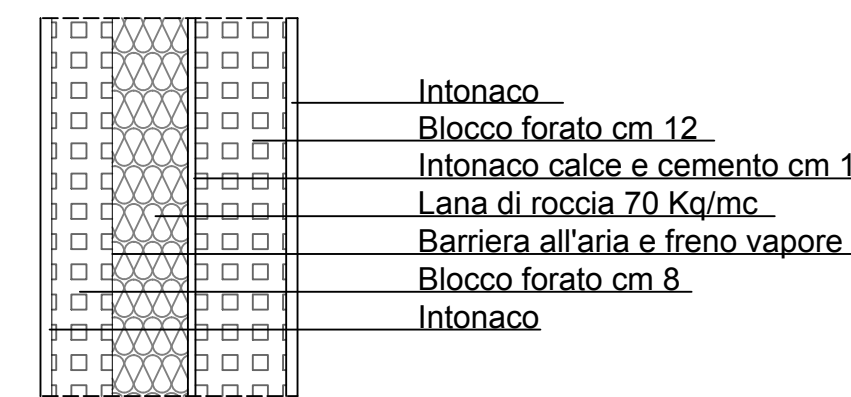 Intonaco
Blocco forato cm 12
Intonaco calce e cemento cm 1
Lana di roccia 70 Kq/mc
Barriera all'aria e freno vapore
Blocco forato cm 8
Intonaco